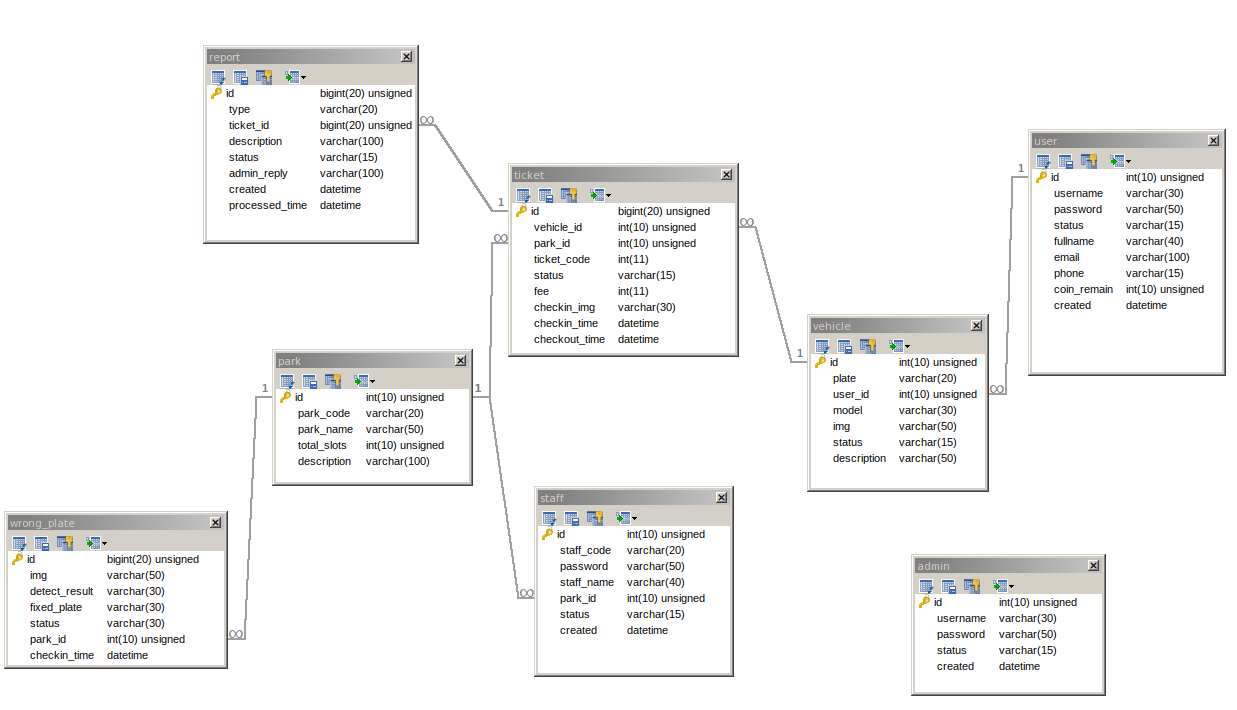 report
id bigint(20) unsigned
type varchar(20)
ticket_id bigint(20) unsigned
description varchar(100)
status varchar(15)
admin_reply varchar(100)
created datetime
processed_time datetime
∞
1
ticket
id bigint(20) unsigned
vehicle_id int(10) unsigned
park_id int(10) unsigned
ticket_code int(11)
status varchar(15)
fee int(11)
checkin_img varchar(30)
checkin_time datetime
checkout_time datetime
∞
∞
1
user
id int(10) unsigned
username varchar(30)
password varchar(50)
status varchar(15)
fullname varchar(40)
email varchar(100)
phone varchar(15)
coin_remain int(10) unsigned
created datetime
1
vehicle
id int(10) unsigned
plate varchar(20)
user_id int(10) unsigned
model varchar(30)
img varchar(50)
status varchar(15)
description varchar(50)
∞
park
id int(10) unsigned
park_code varchar(20)
park_name varchar(50)
total_slots int(10) unsigned
description varchar(100)
1
1
wrong_plate
id bigint(20) unsigned
img varchar(50)
detect_result varchar(30)
fixed_plate varchar(30)
status varchar(30)
park_id int(10) unsigned
checkin_time datetime
∞
staff
id int(10) unsigned
staff_code varchar(20)
password varchar(50)
staff_name varchar(40)
park_id int(10) unsigned
status varchar(15)
created datetime
∞
admin
id int(10) unsigned
username varchar(30)
password varchar(50)
status varchar(15)
created datetime